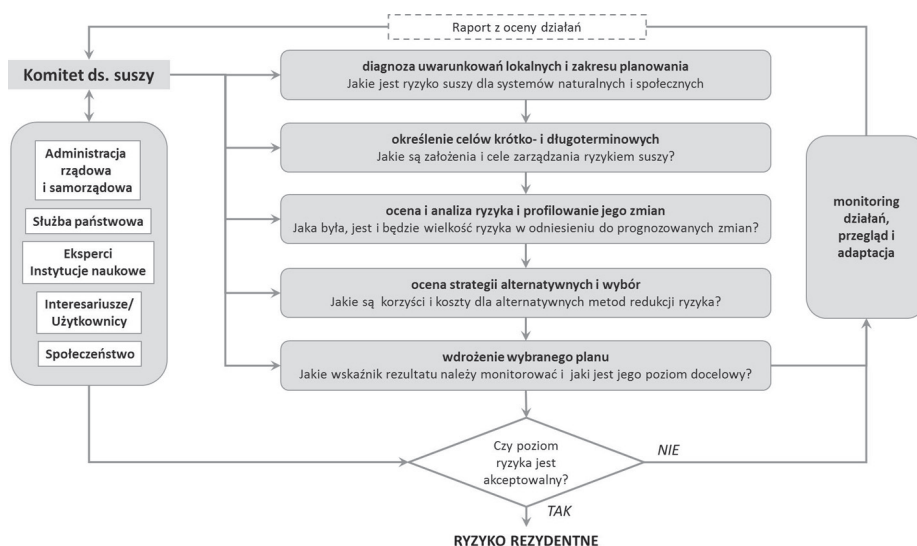 Raport z oceny działań
Komitet ds. suszy
diagnoza uwarunkowań lokalnych i zakresu planowania
Jakie jest ryzyko suszy dla systemów naturalnych i społecznych
określenie celów krótko- i długoterminowych
Jakie są założenia i cele zarządzania ryzykiem suszy?
ocena i analiza ryzyka i profilowanie jego zmian
Jaka była, jest i będzie wielkość ryzyka w odniesieniu do prognozowanych zmian?
ocena strategii alternatywnych i wybór
Jakie są korzyści i koszty dla alternatywnych metod redukcji ryzyka?
wdrożenie wybranego planu
Jakie wskaźnik rezultatu należy monitorować i jaki jest jego poziom docelowy?
Administracja
rządowa
i samorządowa
Służba państwowa
Eksperci
Instytucje naukowe
Interesariusze/
Użytkownicy
Społeczeństwo
monitoring
działań,
przegląd i
adaptacja
Czy poziom
ryzyka jest
akceptowalny?
NIE
TAK
RYZYKO REZYDENTNE